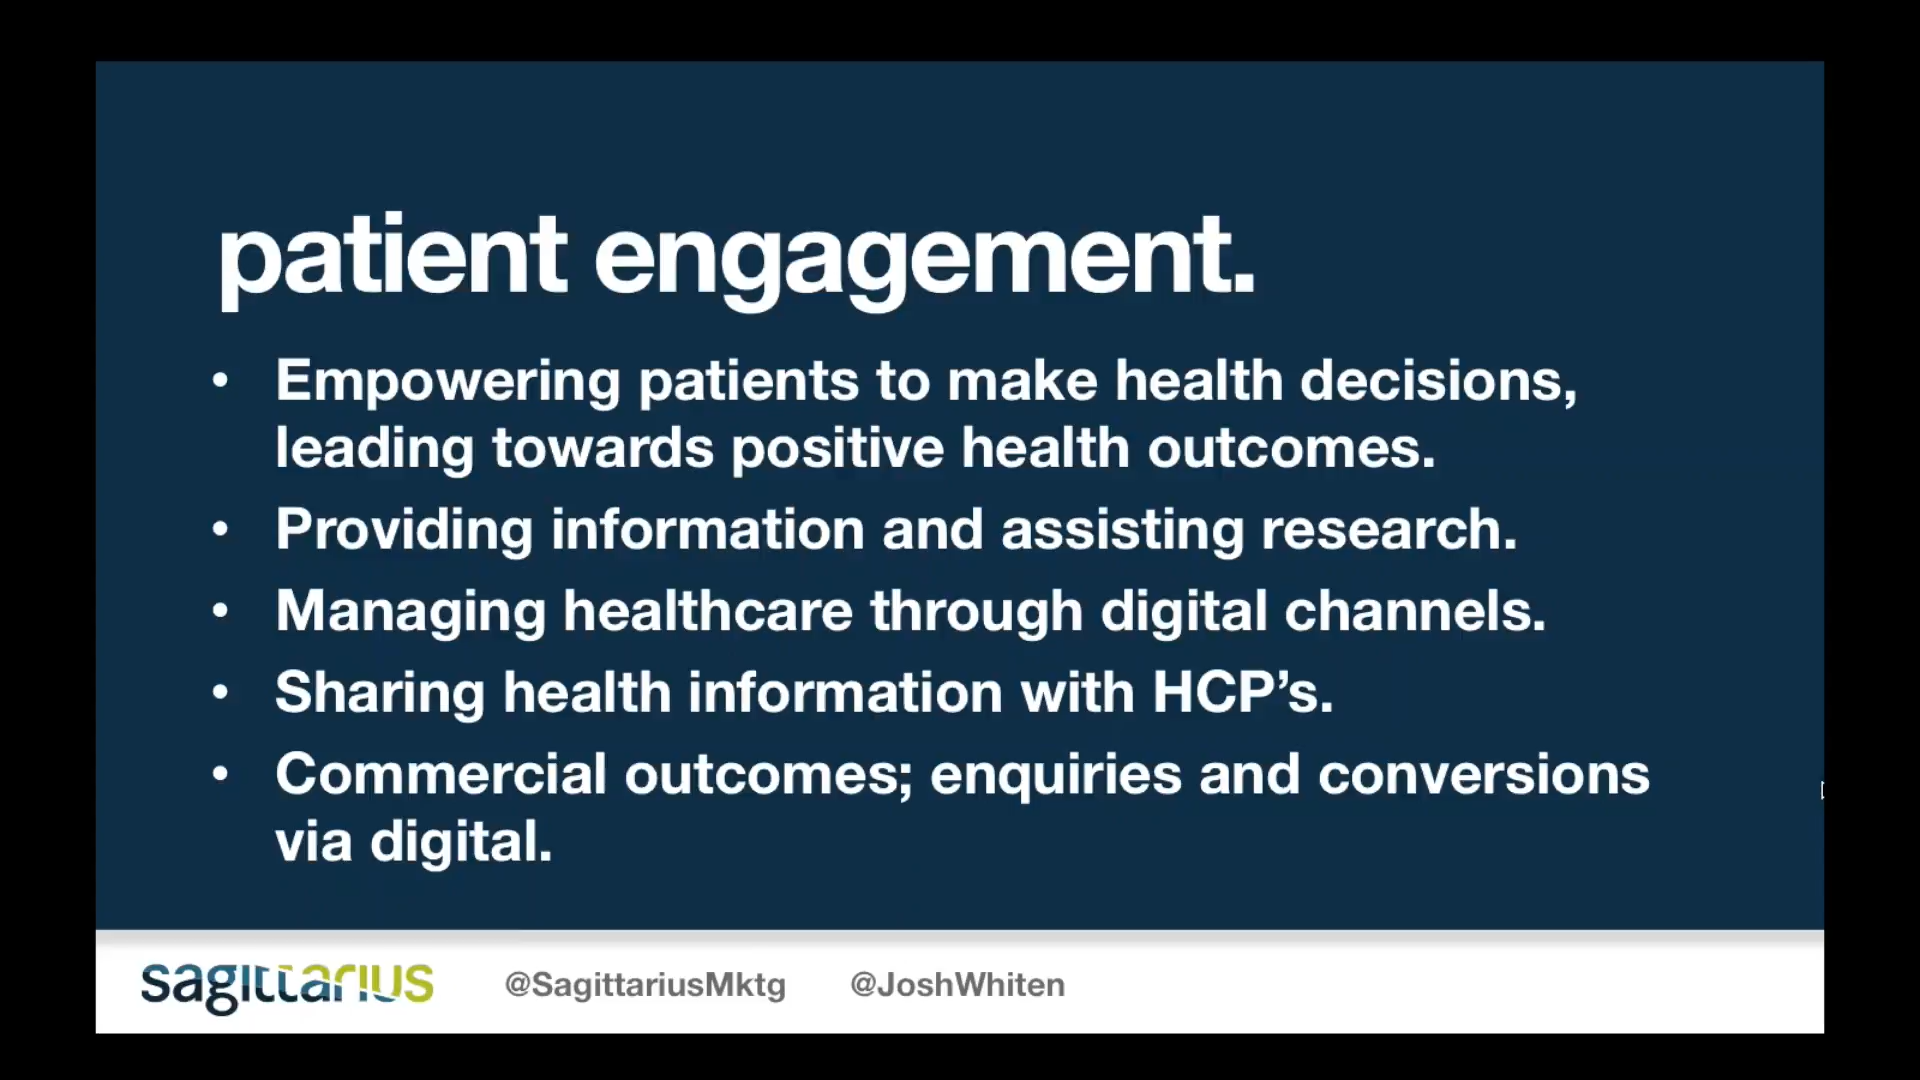 patient engagement.
• Empowering patients to make health decisions,
leading towards positive health outcomes.
• Providing information and assisting research.
• Managing healthcare through digital channels.
• Sharing health information with HCP’s.
• Commercial outcomes; enquiries and conversions
via digital.
sagittarius @SagittariusMktg @JoshWhiten